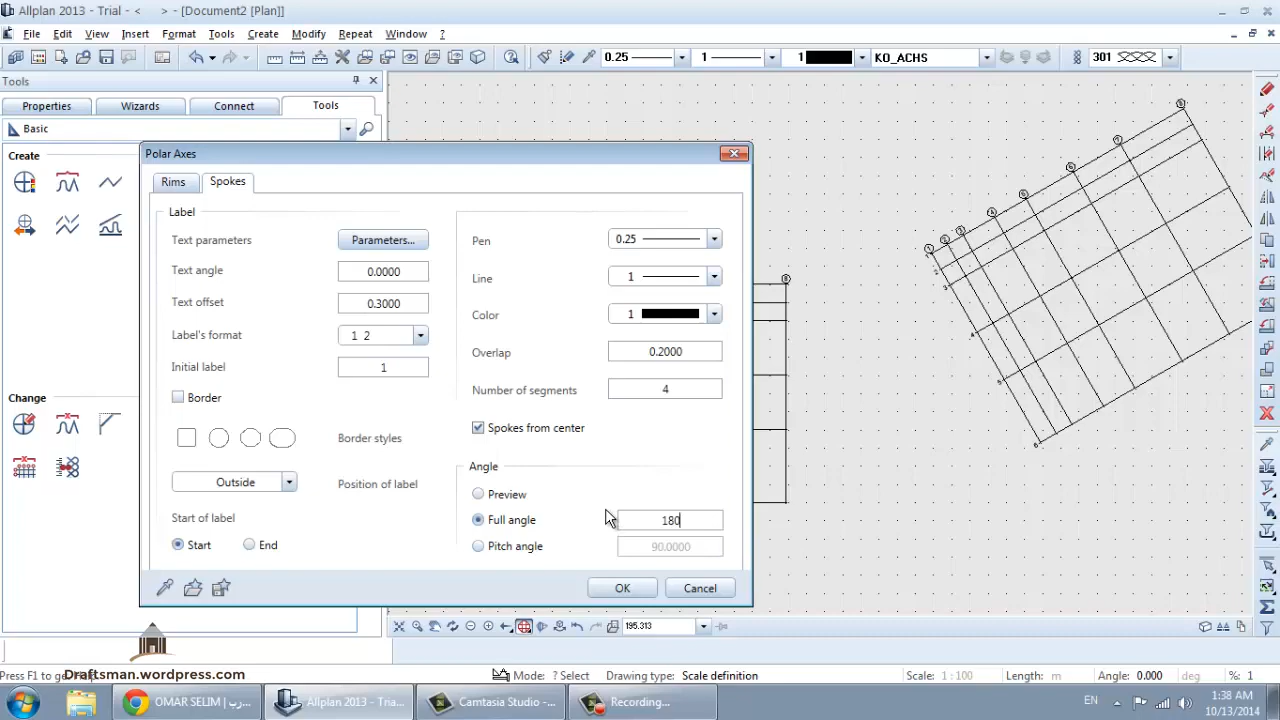 Allplan 2013 - Trial - < > - [Document2 [Plan]]
File Edit View Insert Format Tools Create Modify Repeat Window ?
0.25 1 1 KO_ACHS 301
Tools
Properties Wizards Connect Tools
Basic
Create
Change
Polar Axes
Rims Spokes
Label
Text parameters Parameters... Pen 0.25
Text angle 0.0000 Line 1
Text offset 0.3000 Color 1
Label's format 1 2 Overlap 0.2000
Initial label 1 Number of segments 4
Border Spokes from center
Border styles Angle
Outside Position of label Preview
Start of label Full angle 180
Start End Pitch angle 90.0000
OK Cancel
195.313
Press F1 to get Mode: ? Select Drawing type: Scale definition Scale: 1:100 Length: m Angle: 0.000 deg %: 1
Draftsman.wordpress.com
OMAR SELIM | ...رب Allplan 2013 - Tria... Camtasia Studio -... Recording... EN 1:38 AM
10/13/2014